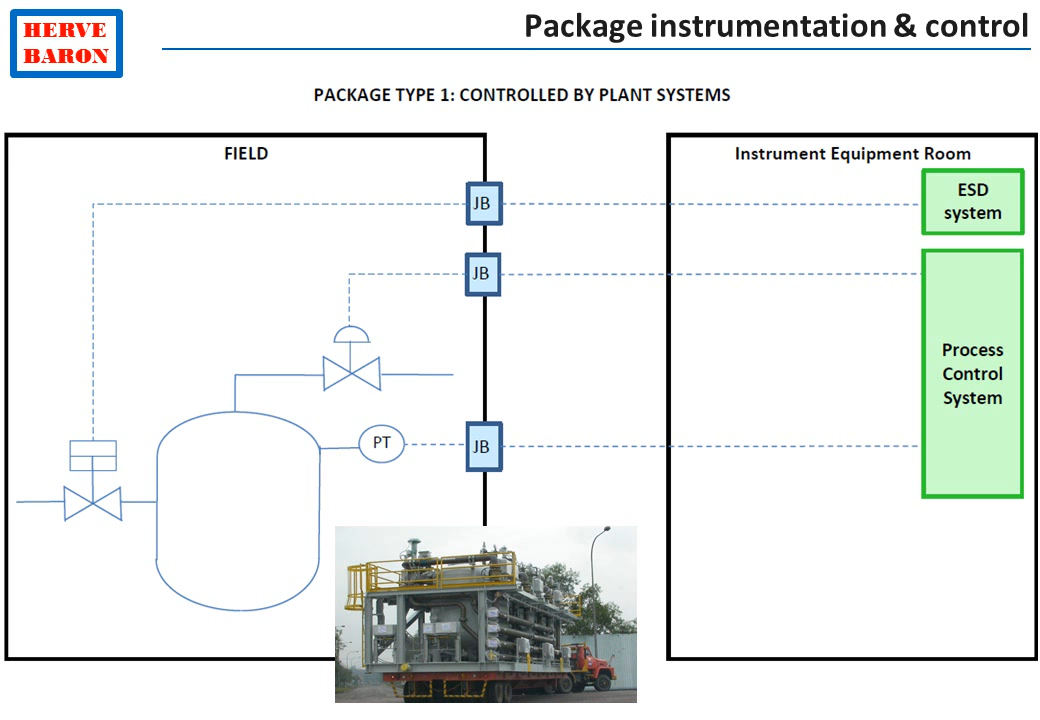 HERVE
BARON
Package instrumentation & control
PACKAGE TYPE 1: CONTROLLED BY PLANT SYSTEMS
FIELD
Instrument Equipment Room
JB
ESD
system
JB
Process
Control
System
PT
JB